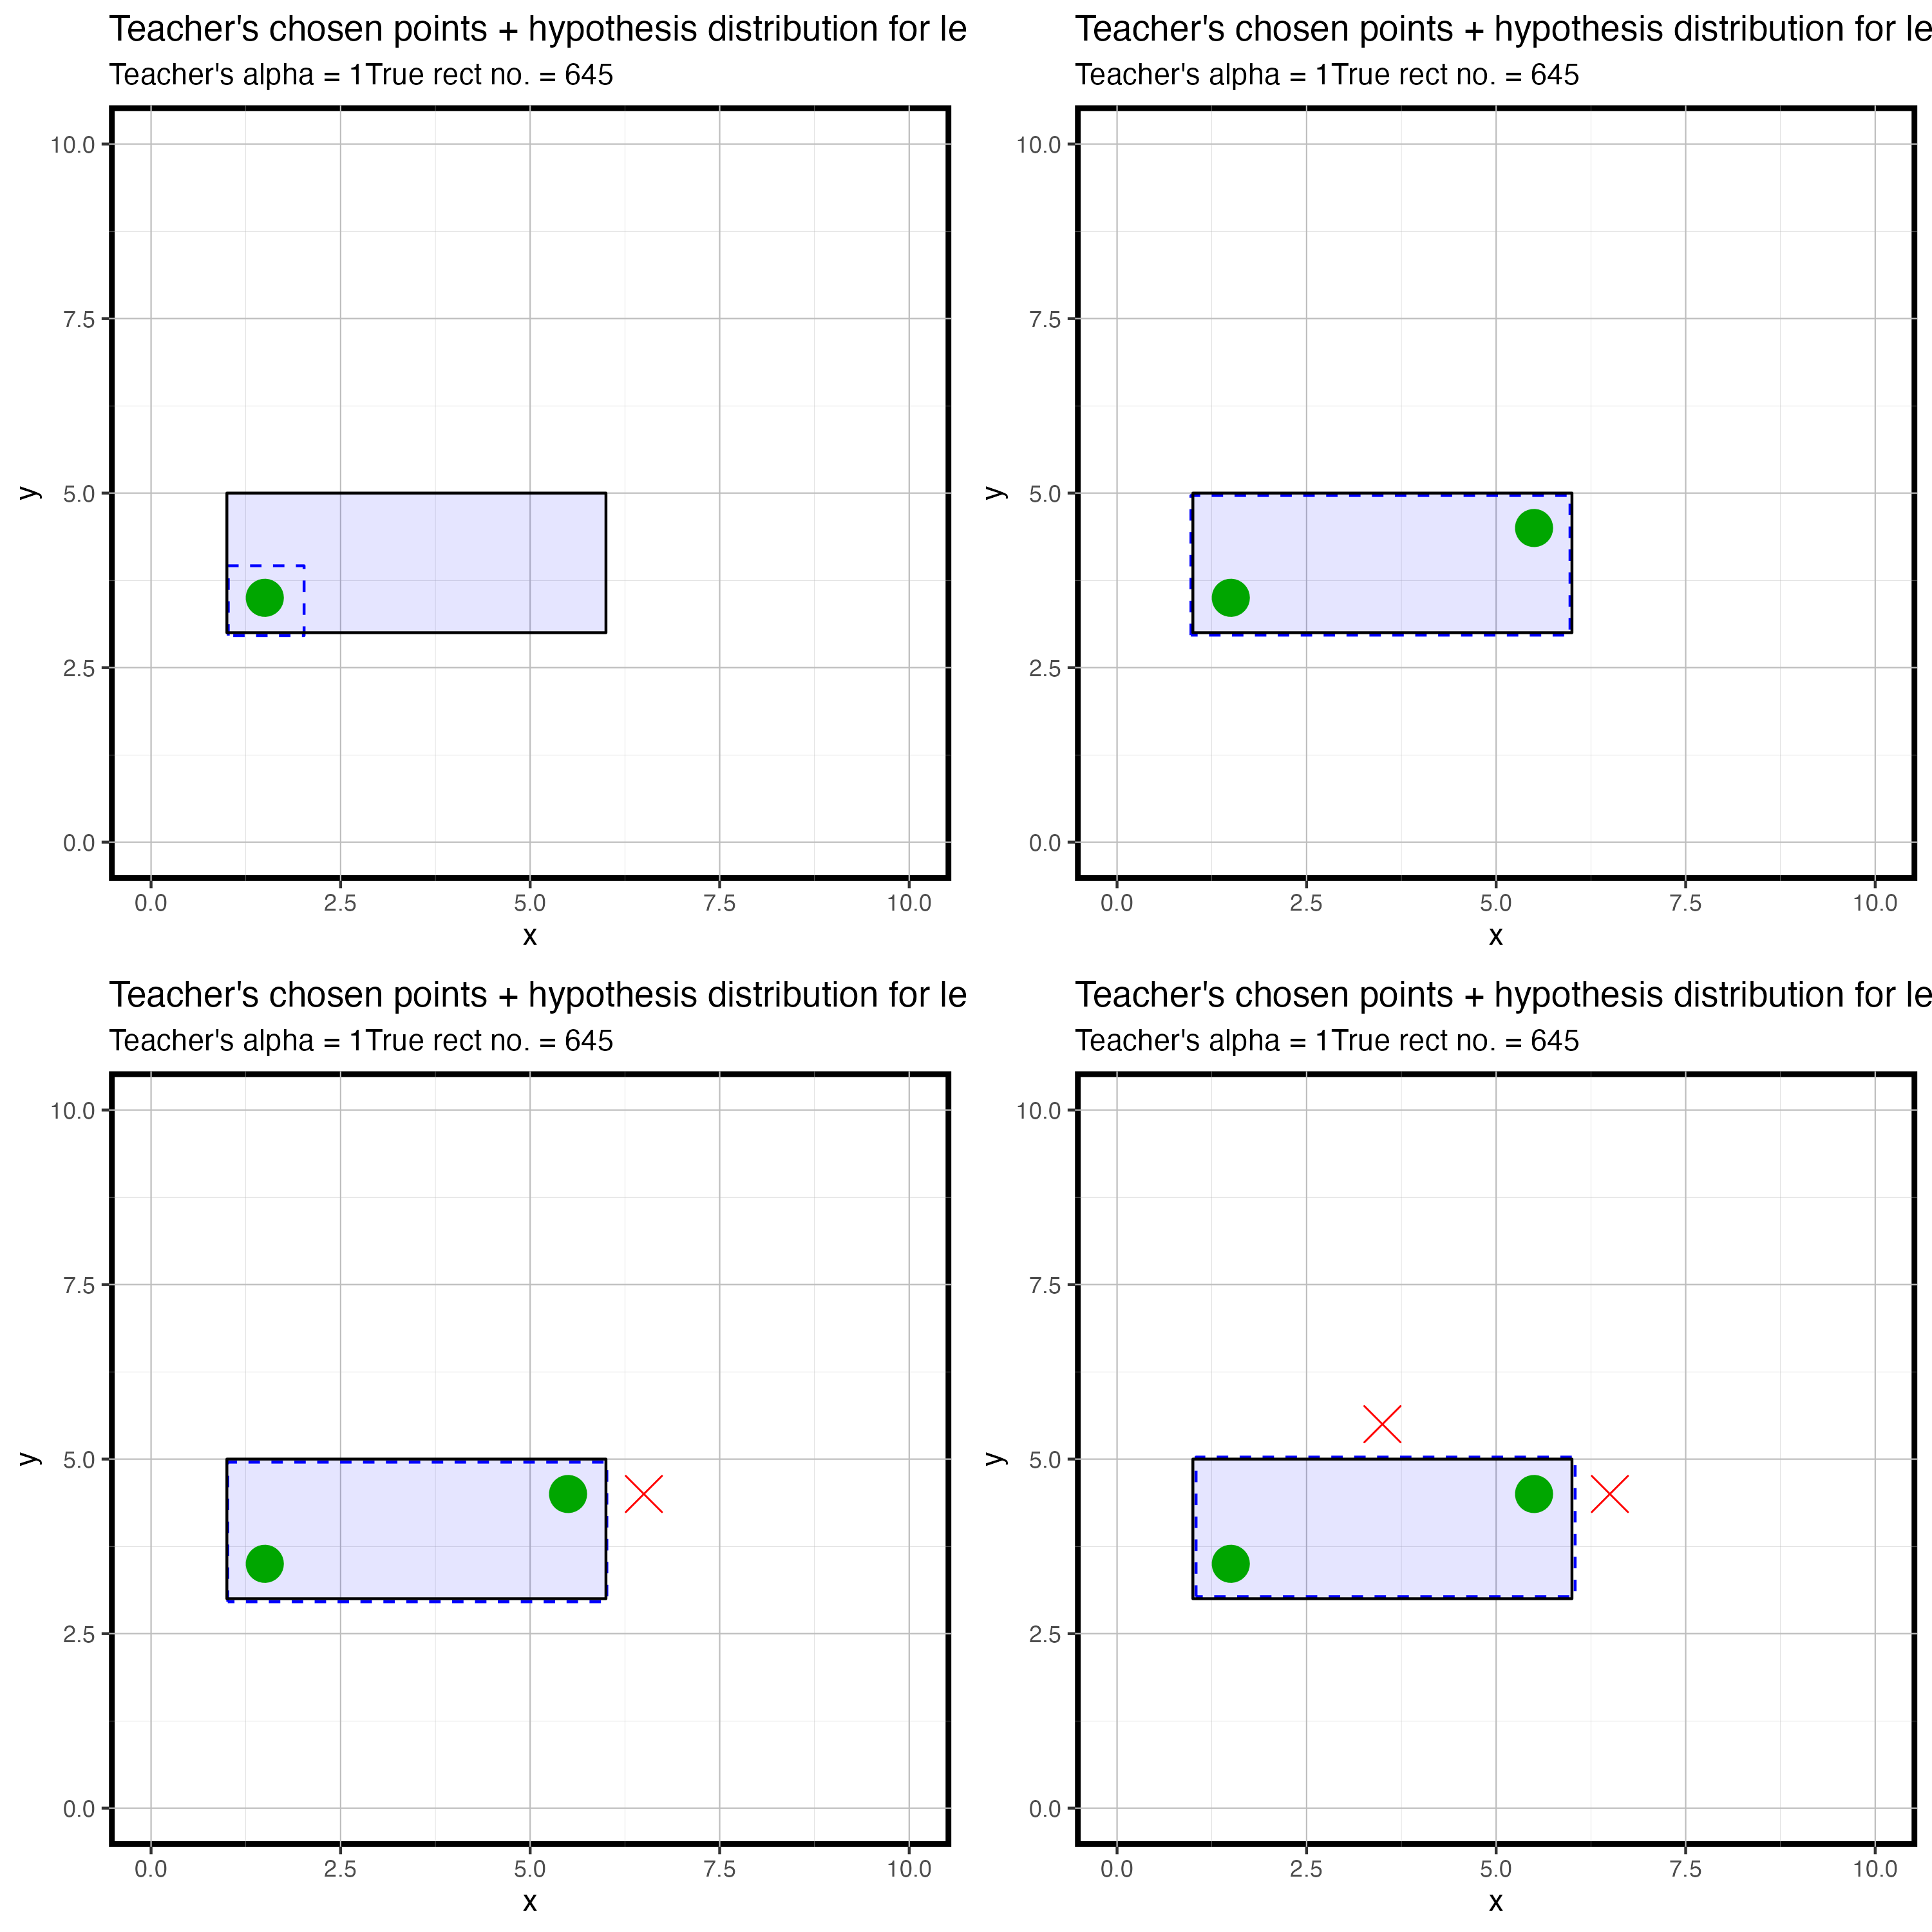 Teacher's chosen points + hypothesis distribution for le
Teacher's alpha = 1True rect no. = 645
10.0
7.5
5.0
2.5
0.0
y
0.0 2.5 5.0 7.5 10.0
x
Teacher's chosen points + hypothesis distribution for le
Teacher's alpha = 1True rect no. = 645
10.0
7.5
5.0
2.5
0.0
y
0.0 2.5 5.0 7.5 10.0
x
Teacher's chosen points + hypothesis distribution for le
Teacher's alpha = 1True rect no. = 645
10.0
7.5
5.0
2.5
0.0
y
0.0 2.5 5.0 7.5 10.0
x
Teacher's chosen points + hypothesis distribution for le
Teacher's alpha = 1True rect no. = 645
10.0
7.5
5.0
2.5
0.0
y
0.0 2.5 5.0 7.5 10.0
x